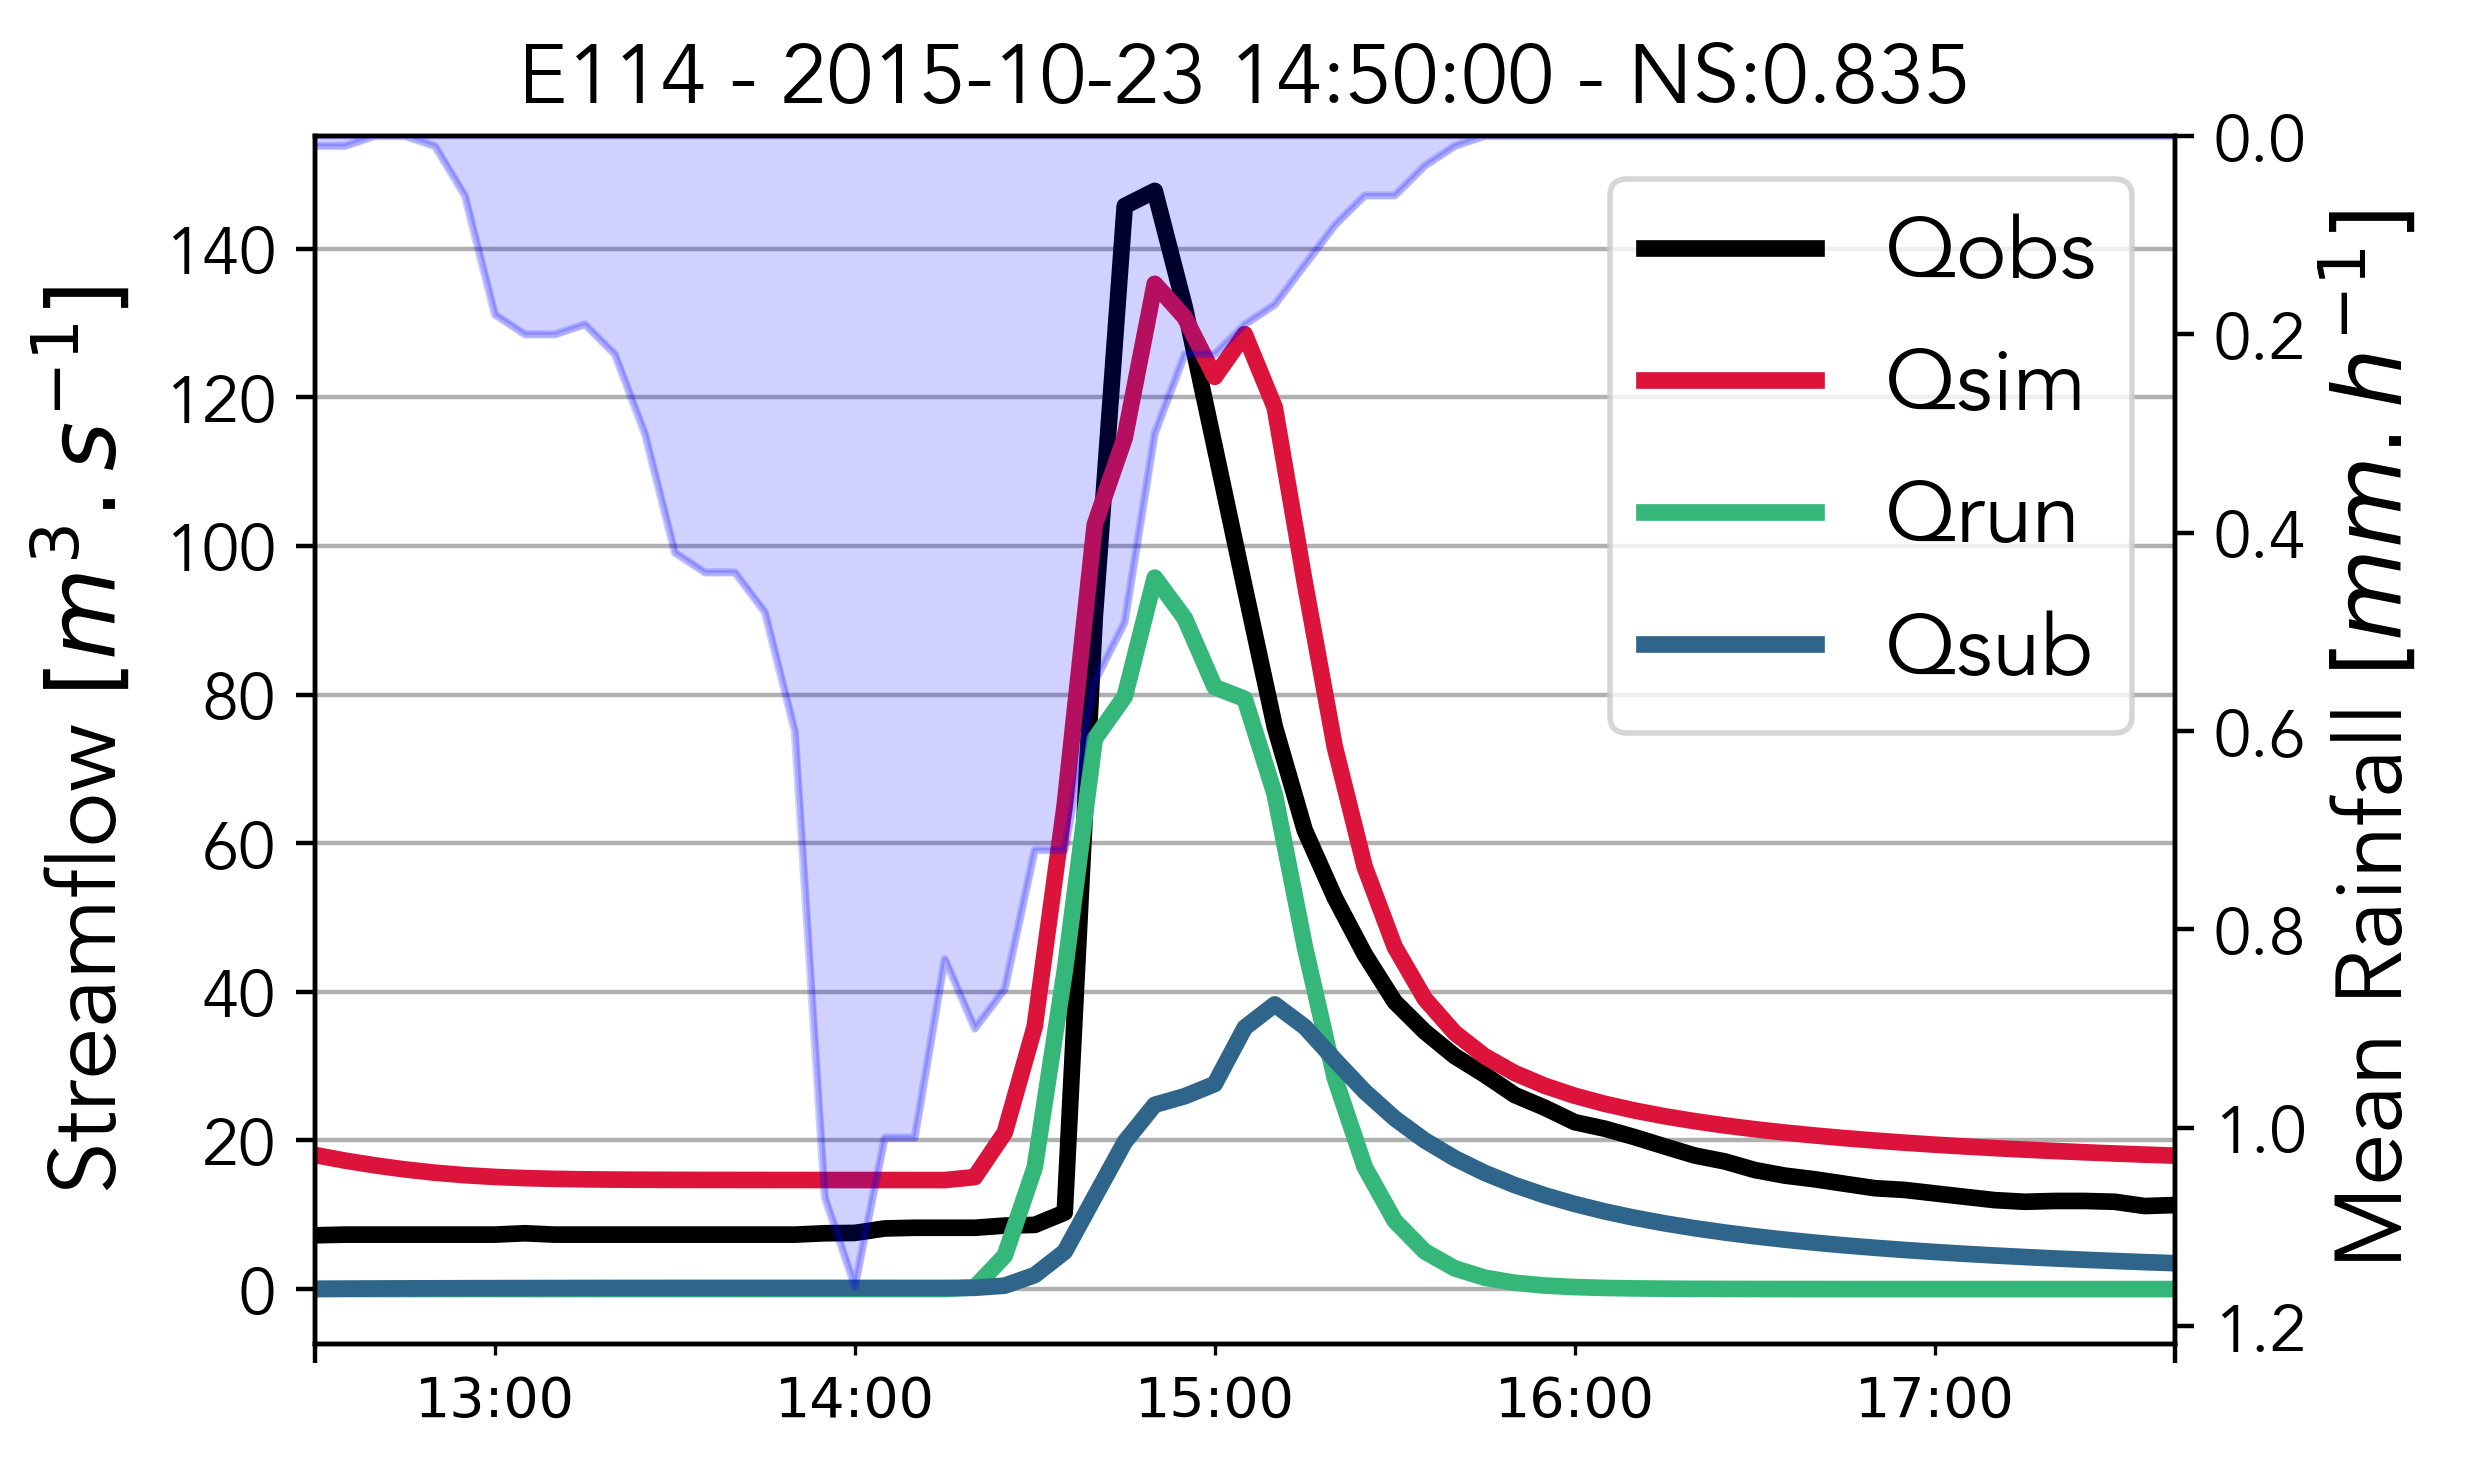 E114 - 2015-10-23 14:50:00 - NS:0.835
Streamflow [m³.s⁻¹]
140
120
100
80
60
40
20
0
13:00
14:00
15:00
16:00
17:00
0.0
0.2
0.4
0.6
0.8
1.0
1.2
Mean Rainfall [mm.h⁻¹]
Qobs
Qsim
Qrun
Qsub